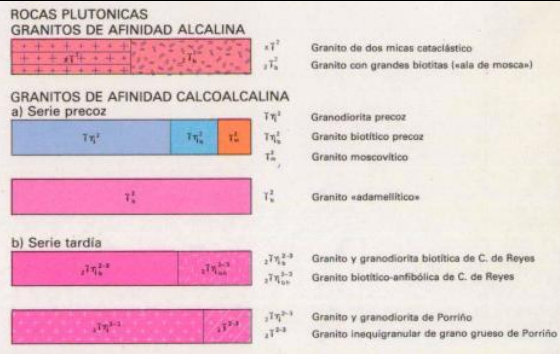 ROCAS PLUTONICAS
GRANITOS DE AFINIDAD ALCALINA
Granito de dos micas cataclástico
Granito con grandes biotitas («ala de mosca»)
GRANITOS DE AFINIDAD CALCOALCALINA
a) Serie precoz
Granodiorita precoz
Granito biotítico precoz
Granito moscovítico
Granito «adamellítico»
b) Serie tardía
Granito y granodiorita biotítica de C. de Reyes
Granito biotítico-anfibólica de C. de Reyes
Granito y granodiorita de Porriño
Granito inequigranular de grano grueso de Porriño